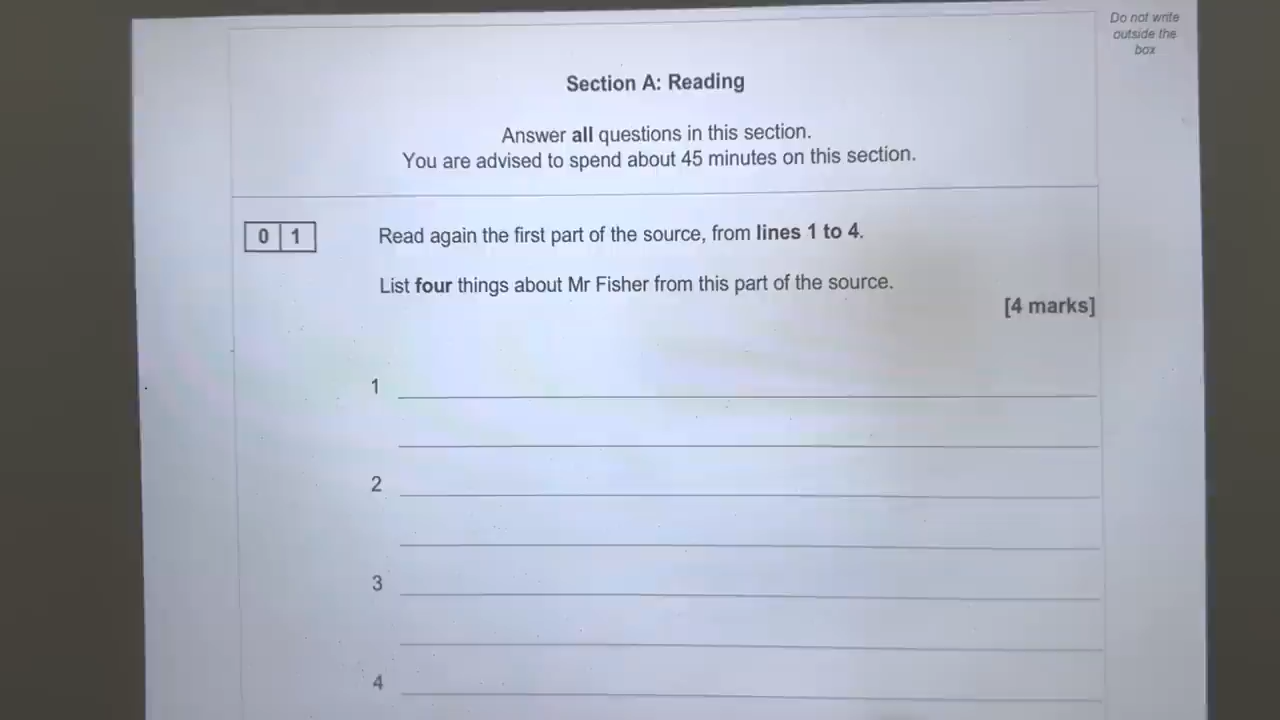 Do not write
outside the
box
Section A: Reading
Answer all questions in this section.
You are advised to spend about 45 minutes on this section.
0 1
Read again the first part of the source, from lines 1 to 4.
List four things about Mr Fisher from this part of the source.
[4 marks]
1
2
3
4